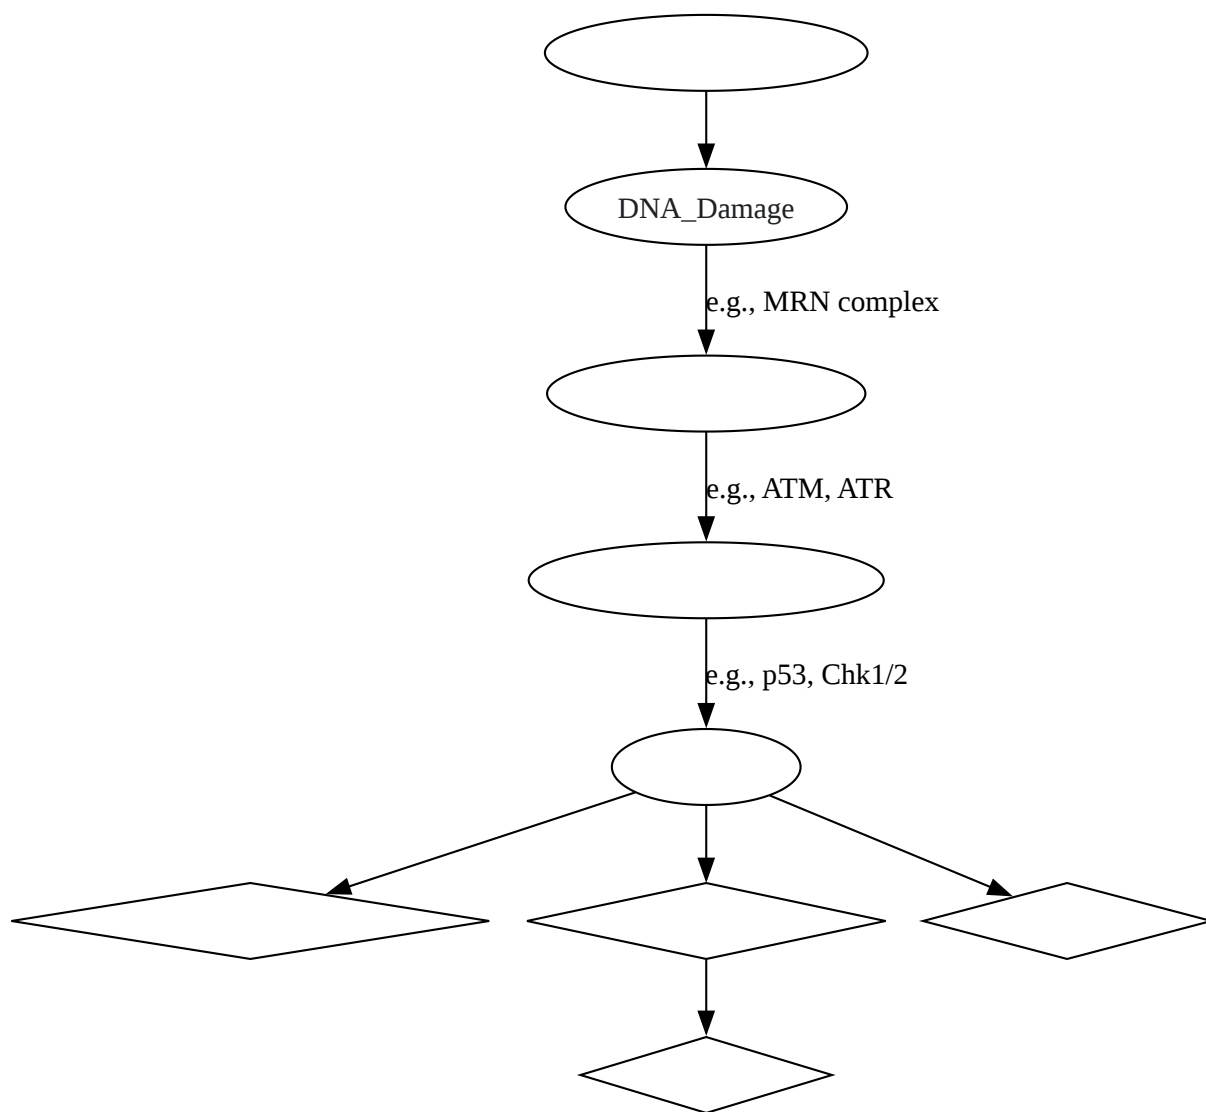 DNA_Damage
e.g., MRN complex
e.g., ATM, ATR
e.g., p53, Chk1/2